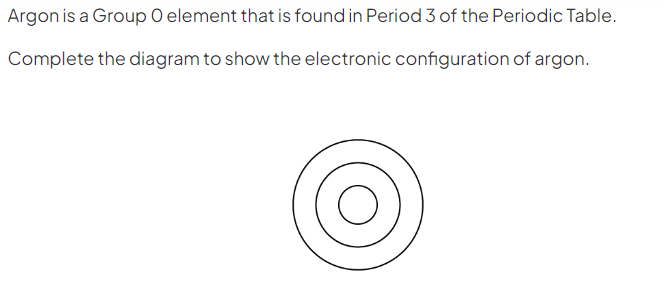 Argon is a Group 0 element that is found in Period 3 of the Periodic Table.
Complete the diagram to show the electronic configuration of argon.